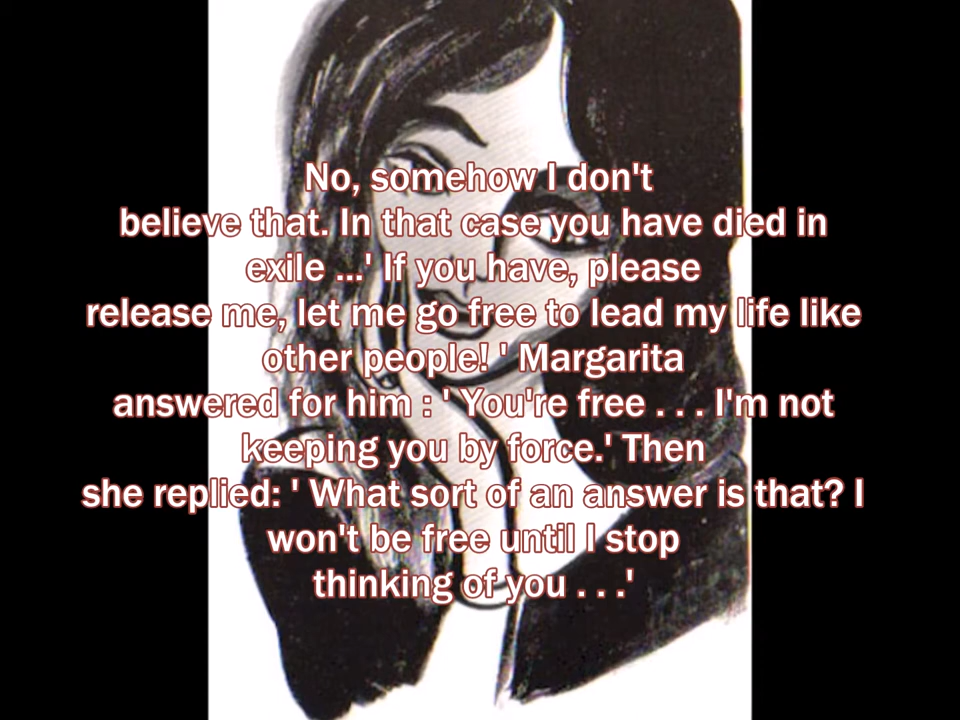 No, somehow I don't
believe that. In that case you have died in
exile ...' If you have, please
release me, let me go free to lead my life like
other people! ' Margarita
answered for him : ' You're free . . . I'm not
keeping you by force.' Then
she replied: ' What sort of an answer is that? I
won't be free until I stop
thinking of you . . .'